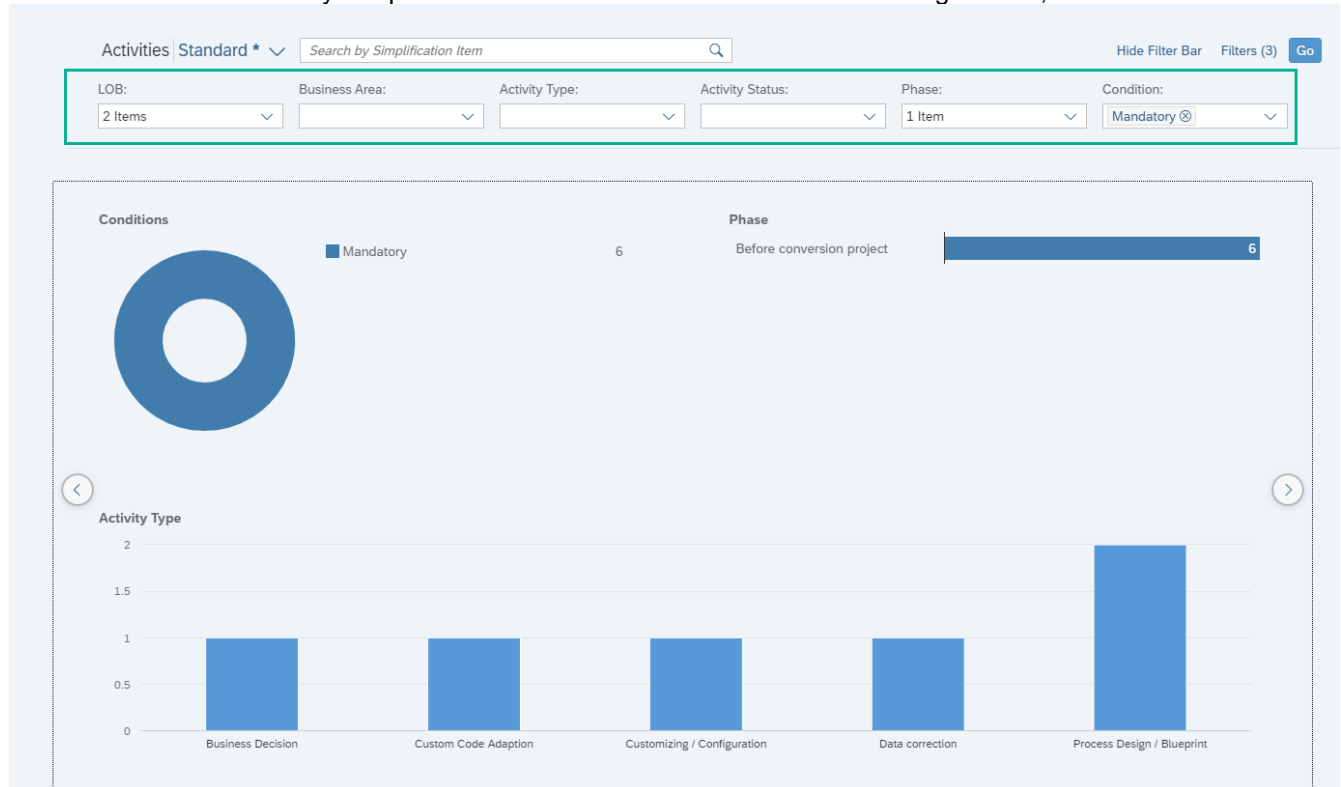 Activities Standard * Search by Simplification Item Hide Filter Bar Filters (3) Go
LOB: Business Area: Activity Type: Activity Status: Phase: Condition:
2 Items 1 Item Mandatory
Conditions Phase
Mandatory 6 Before conversion project 6
Activity Type
2
1.5
1
0.5
0
Business Decision Custom Code Adaption Customizing / Configuration Data correction Process Design / Blueprint